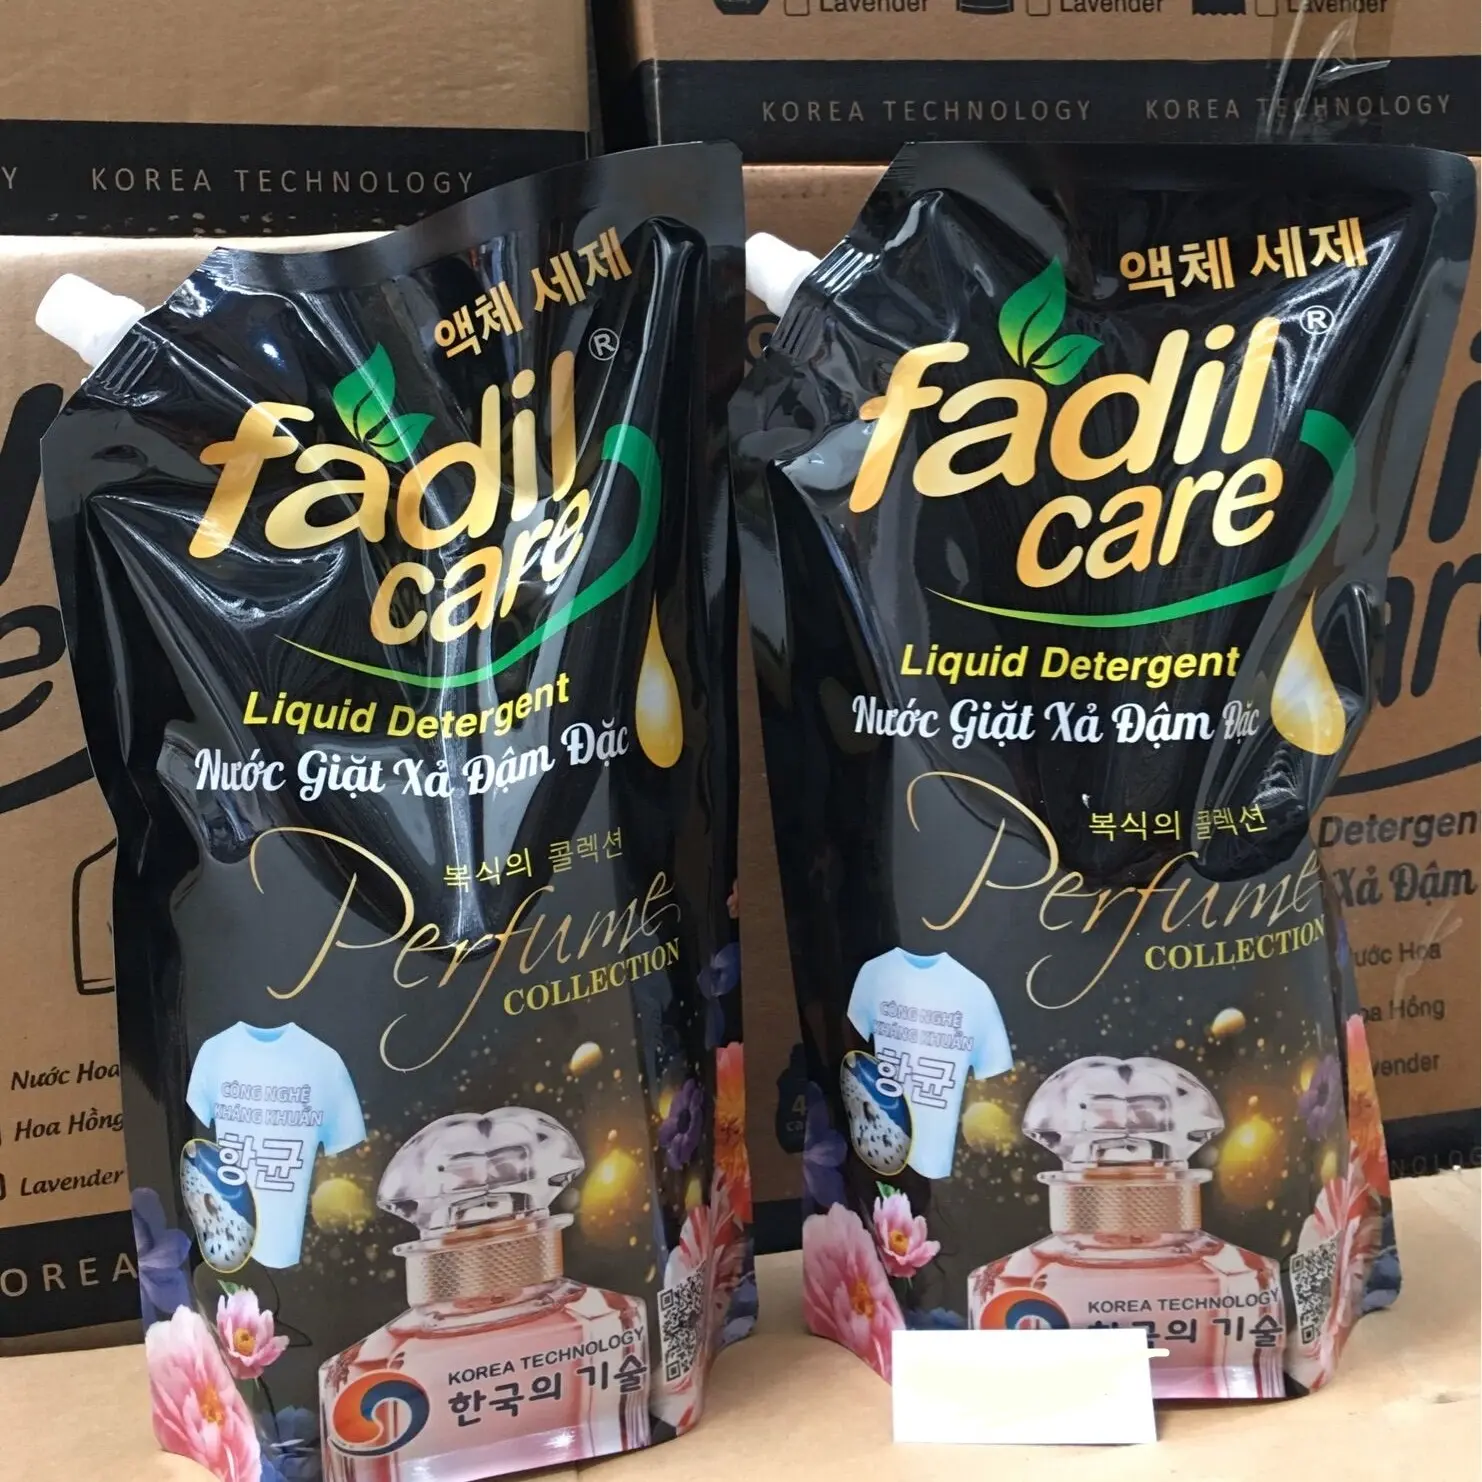 Lavender
Lavender
Lavender
KOREA TECHNOLOGY
KOREA TECHNOLOGY KOREA TECHNOLOGY
액체 세제
fadil®
care
Liquid Detergent
Nước Giặt Xả Đậm Đặc
복식의 콜렉션
Perfume
COLLECTION
CÔNG NGHỆ
KHÁNG KHUẨN
항균
KOREA TECHNOLOGY
한국의 기술
액체 세제
fadil®
care
Liquid Detergent
Nước Giặt Xả Đậm Đặc
복식의 콜렉션
Perfume
COLLECTION
CÔNG NGHỆ
KHÁNG KHUẨN
항균
KOREA TECHNOLOGY
한국의 기술
Nước Hoa
Hoa Hồng
Lavender
OREA
Detergen
Xả Đậm
ước Hoa
oa Hồng
vender